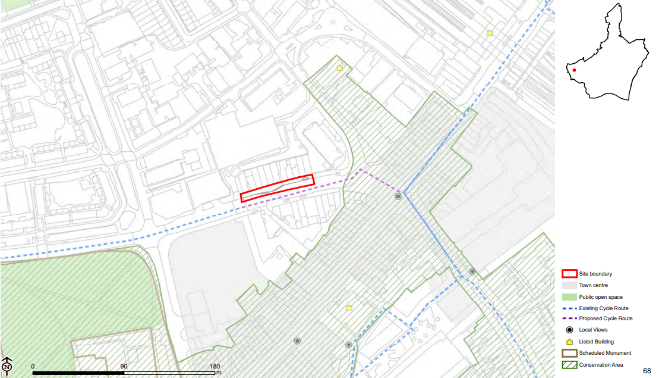 Site boundary
Town centre
Public open space
Existing Cycle Route
Proposed Cycle Route
Local Views
Listed Building
Scheduled Monument
Conservation Area
0 90 180
68